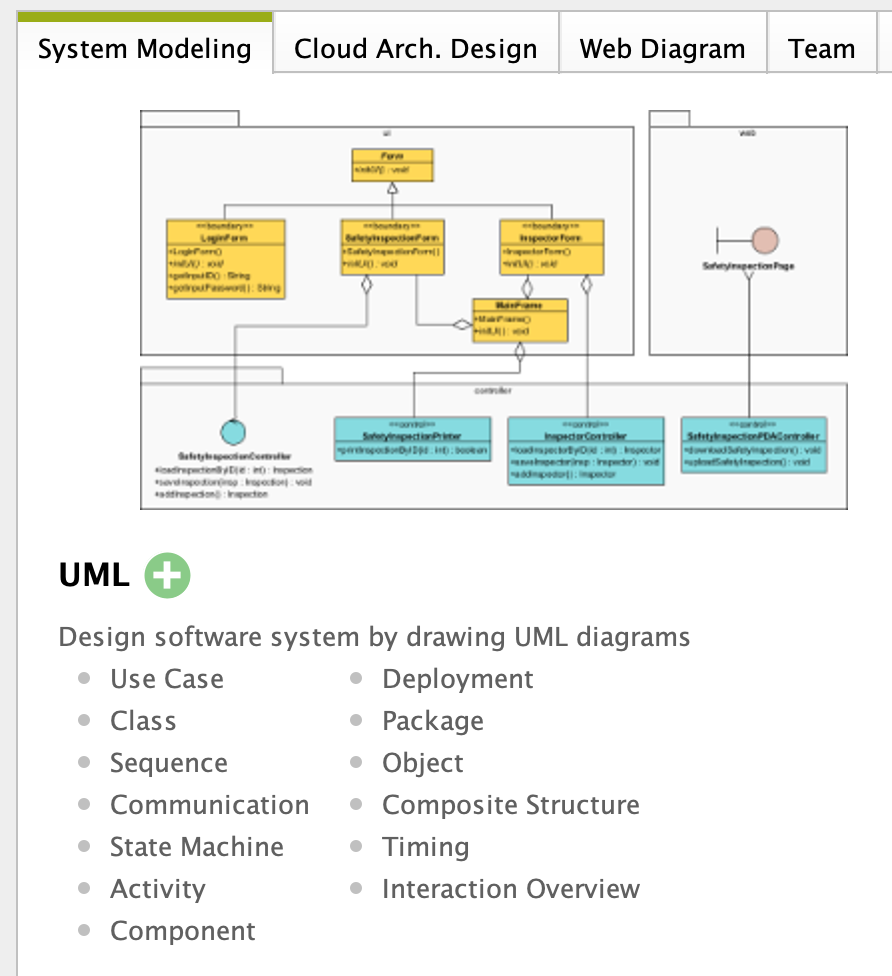 System Modeling
Cloud Arch. Design
Web Diagram
Team
ui
web
Form
+initUI() : void
<<boundary>>
LoginForm
+LoginForm()
+initUI() : void
+getInputID() : String
+getInputPassword() : String
<<boundary>>
SafetyInspectionForm
+SafetyInspectionForm()
+initUI() : void
<<boundary>>
InspectorForm
+InspectorForm()
+initUI() : void
MainFrame
+MainFrame()
+initUI() : void
SafetyInspectionPage
controller
SafetyInspectionController
+loadInspectionByID(id : int) : Inspection
+saveInspection(insp : Inspection) : void
+addInspection() : Inspection
<<control>>
SafetyInspectionPrinter
+printInspectionByID(id : int) : boolean
<<control>>
InspectorController
+loadInspectorByID(id : int) : Inspector
+saveInspector(insp : Inspector) : void
+addInspector() : Inspector
<<control>>
SafetyInspectionPDAController
+downloadSafetyInspection() : void
+uploadSafetyInspection() : void
UML
Design software system by drawing UML diagrams
Use Case
Class
Sequence
Communication
State Machine
Activity
Component
Deployment
Package
Object
Composite Structure
Timing
Interaction Overview